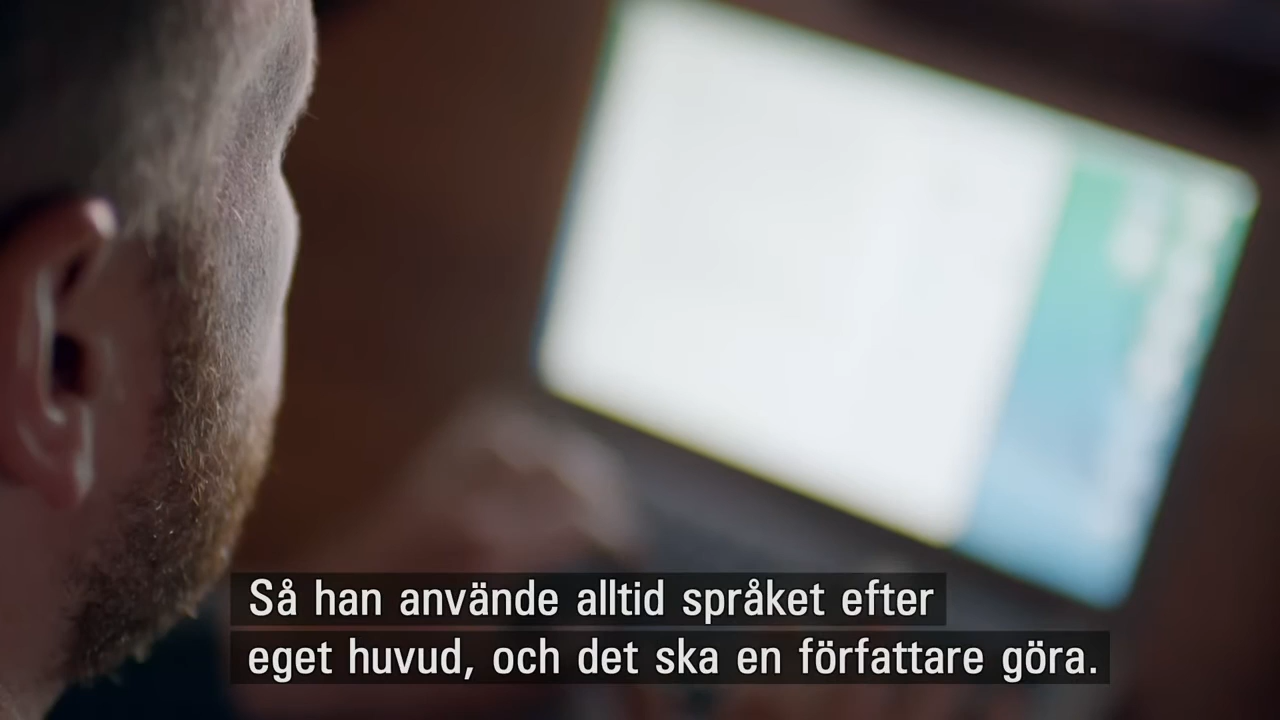 Så han använde alltid språket efter
eget huvud, och det ska en författare göra.